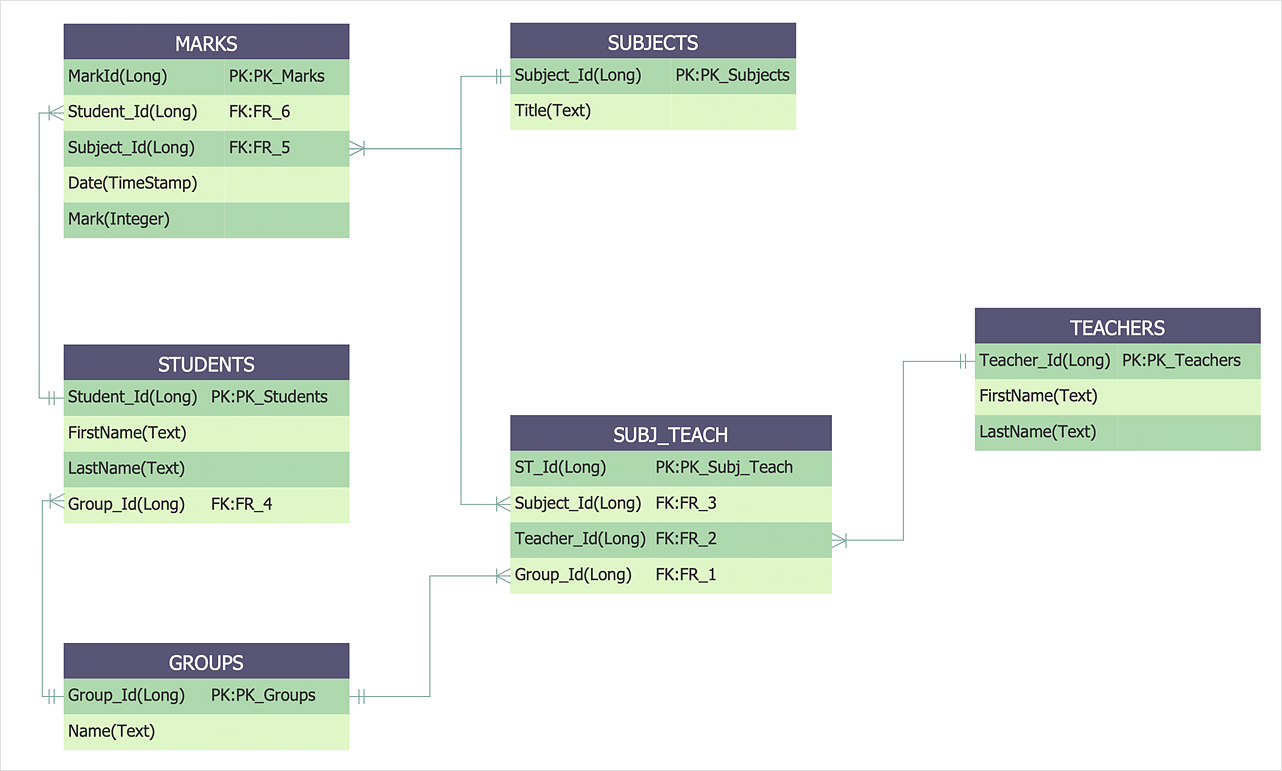 MARKS
MarkId(Long) PK:PK_Marks
Student_Id(Long) FK:FR_6
Subject_Id(Long) FK:FR_5
Date(TimeStamp)
Mark(Integer)
SUBJECTS
Subject_Id(Long) PK:PK_Subjects
Title(Text)
STUDENTS
Student_Id(Long) PK:PK_Students
FirstName(Text)
LastName(Text)
Group_Id(Long) FK:FR_4
TEACHERS
Teacher_Id(Long) PK:PK_Teachers
FirstName(Text)
LastName(Text)
SUBJ_TEACH
ST_Id(Long) PK:PK_Subj_Teach
Subject_Id(Long) FK:FR_3
Teacher_Id(Long) FK:FR_2
Group_Id(Long) FK:FR_1
GROUPS
Group_Id(Long) PK:PK_Groups
Name(Text)